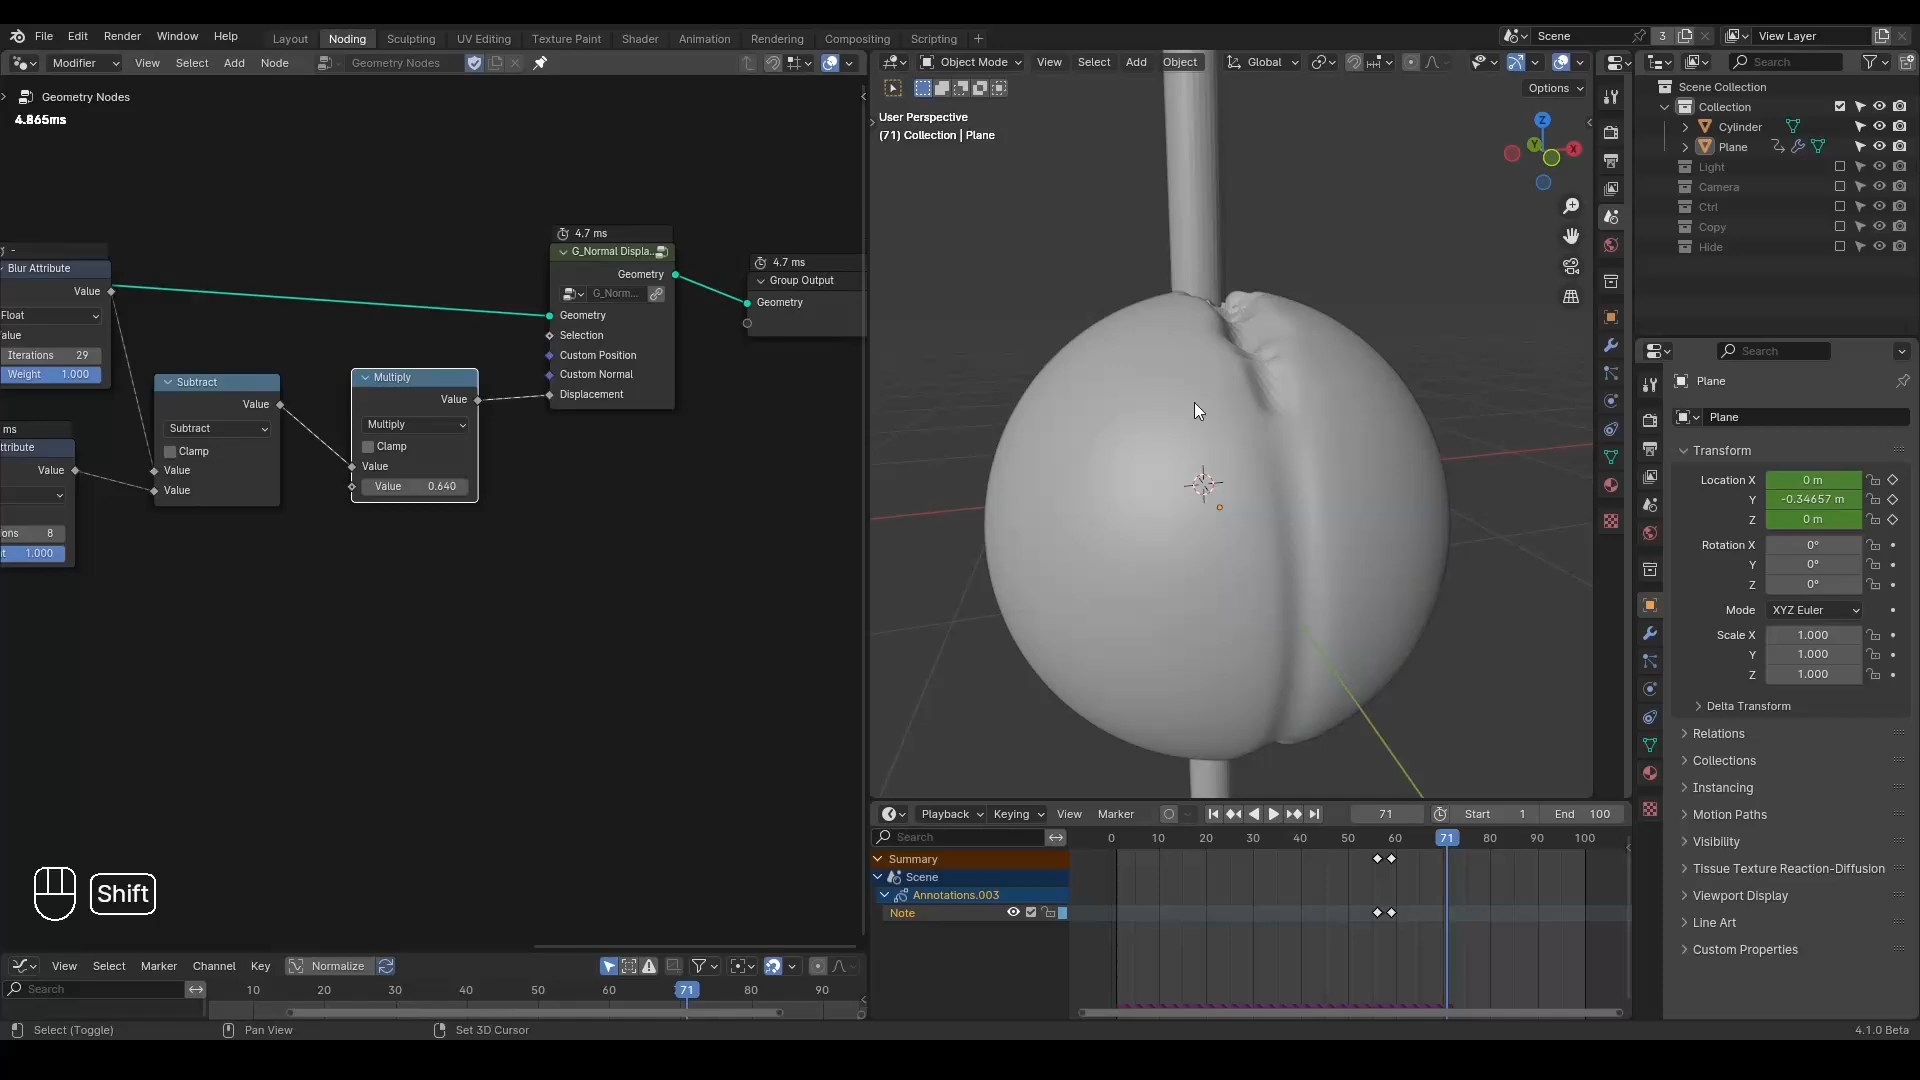 File Edit Render Window Help
Layout Noding Sculpting UV Editing Texture Paint Shader Animation Rendering Compositing Scripting +
Scene 3 View Layer
Modifier View Select Add Node Geometry Nodes
Object Mode View Select Add Object Global
Search
Options
Geometry Nodes
4.865ms
User Perspective
(71) Collection | Plane
Z
Y
X
Scene Collection
Collection
Cylinder
Plane
Light
Camera
Ctrl
Copy
Hide
-
Blur Attribute
Value
Float
alue
Iterations 29
Weight 1.000
ms
ttribute
Value
ons 8
t 1.000
Subtract
Value
Subtract
Clamp
Value
Value
Multiply
Value
Multiply
Clamp
Value
Value 0.640
4.7 ms
G_Normal Displa...
Geometry
G_Norm...
Geometry
Selection
Custom Position
Custom Normal
Displacement
4.7 ms
Group Output
Geometry
Search
Plane
Plane
Transform
Location X 0 m
Y -0.34657 m
Z 0 m
Rotation X 0°
Y 0°
Z 0°
Mode XYZ Euler
Scale X 1.000
Y 1.000
Z 1.000
Delta Transform
Relations
Collections
Instancing
Motion Paths
Visibility
Tissue Texture Reaction-Diffusion
Viewport Display
Line Art
Custom Properties
Shift
Playback Keying View Marker 71 Start 1 End 100
Search 0 10 20 30 40 50 60 71 80 90 100
Summary
Scene
Annotations.003
Note
View Select Marker Channel Key Normalize
Search 10 20 30 40 50 60 71 80 90
Select (Toggle) Pan View Set 3D Cursor 4.1.0 Beta